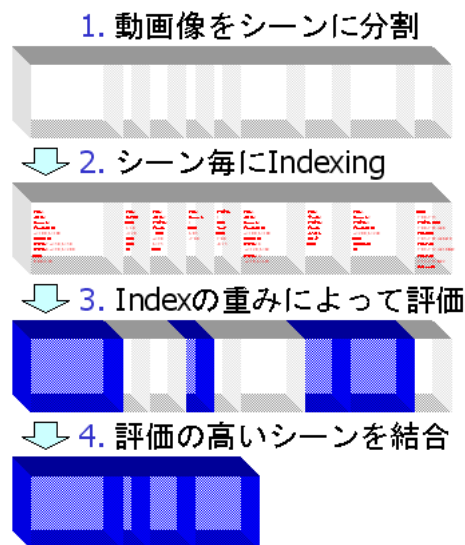 1. 動画像をシーンに分割
2. シーン毎にIndexing
3. Indexの重みによって評価
4. 評価の高いシーンを結合